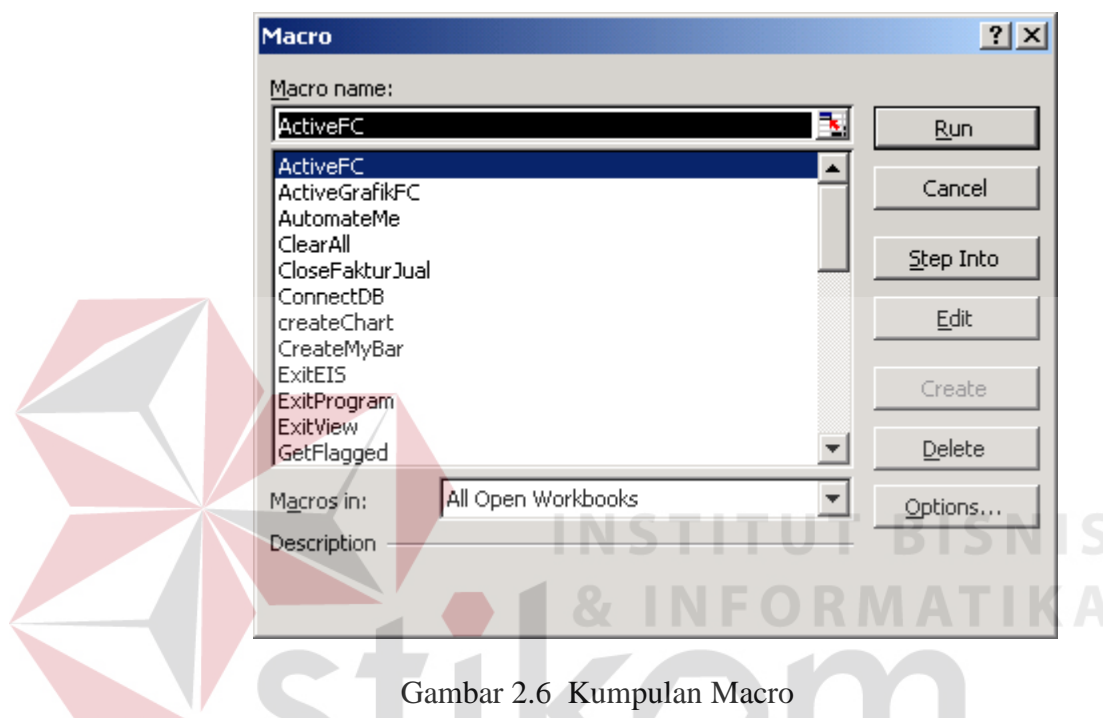 Macro
Macro name:
ActiveFC
Run
ActiveFC
ActiveGrafikFC
Cancel
AutomateMe
ClearAll
CloseFakturJual
Step Into
ConnectDB
createChart
Edit
CreateMyBar
ExitEIS
ExitProgram
Create
ExitView
GetFlagged
Delete
Macros in:
All Open Workbooks
Options...
Description
INSTITUT BISNIS
& INFORMATIKA
stikom
Gambar 2.6 Kumpulan Macro